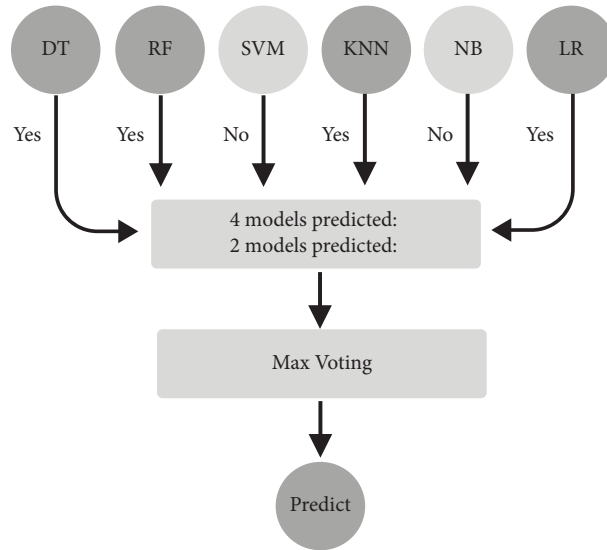 DT RF SVM KNN NB LR
Yes Yes No Yes No Yes
4 models predicted:
2 models predicted:
Max Voting
Predict